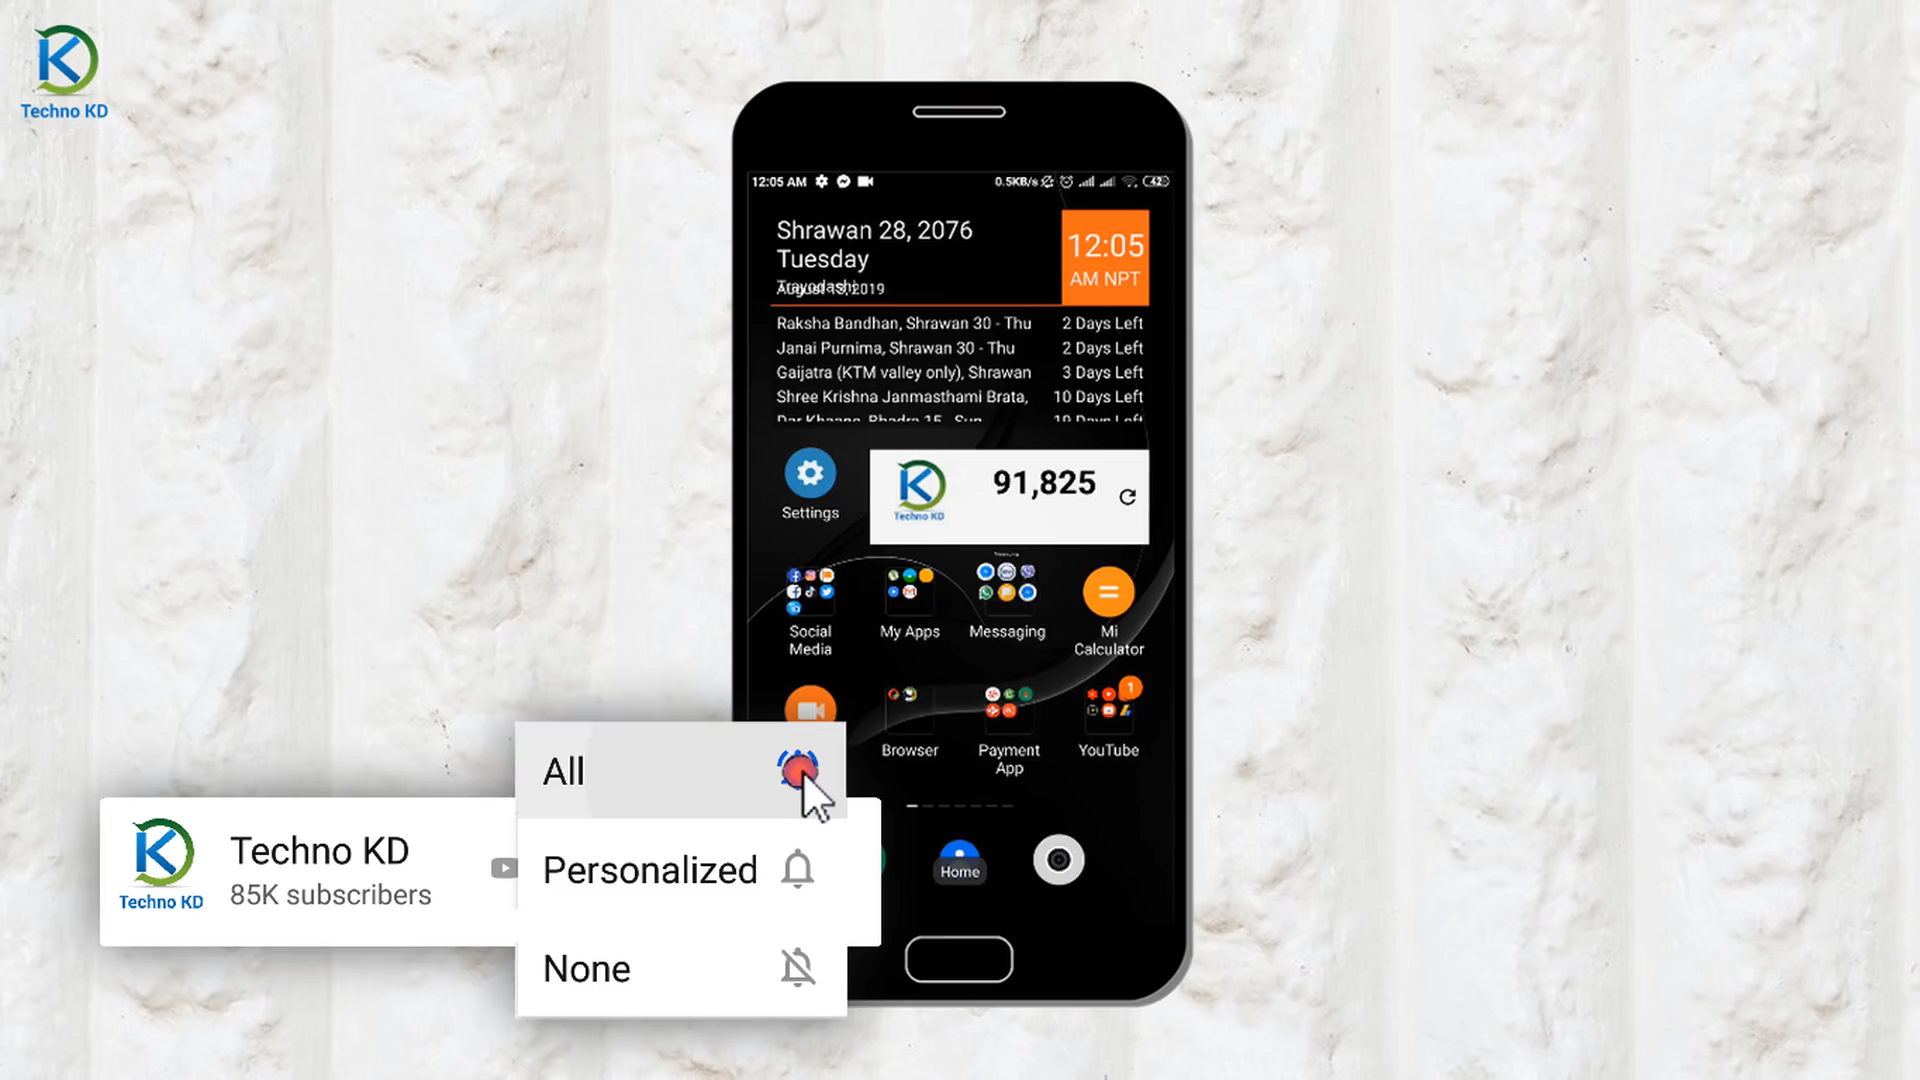 Techno KD
12:05 AM
0.5KB/s
42
Shrawan 28, 2076
Tuesday
12:05
AM NPT
Raksha Bandhan, Shrawan 30 - Thu 2 Days Left
Janai Purnima, Shrawan 30 - Thu 2 Days Left
Gaijatra (KTM valley only), Shrawan 3 Days Left
Shree Krishna Janmasthami Brata, 10 Days Left
Settings
Techno KD
91,825
Social
Media
My Apps
Messaging
Mi
Calculator
1
Browser
Payment
App
YouTube
Home
Techno KD
Techno KD
85K subscribers
All
Personalized
None